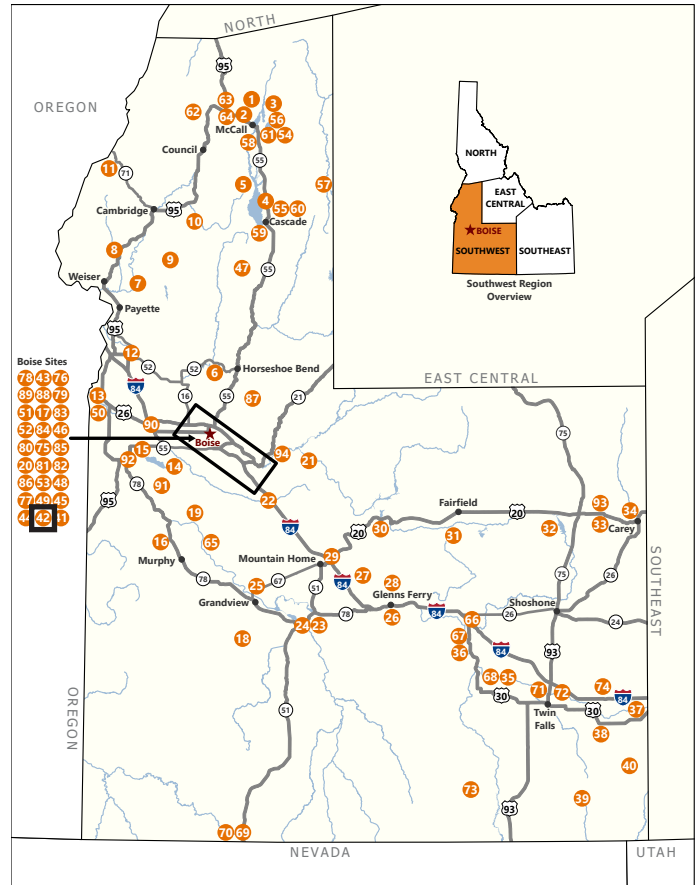 NORTH
95
OREGON
63
1
3
62
64
2
56
McCall
61
54
58
Council
55
11
71
5
57
4
Cambridge
95
55
60
10
Cascade
59
8
9
47
55
Weiser
7
Payette
95
12
52
52
6
Horseshoe Bend
84
13
16
55
87
21
50
26
90
Boise
15
55
92
14
94
21
78
91
95
22
19
84
16
65
Murphy
Mountain Home
29
20
30
Fairfield
20
31
32
93
33
34
Carey
75
78
67
25
Grandview
51
84
27
28
Glenns Ferry
26
75
26
24
23
78
84
66
26
Shoshone
24
18
67
36
84
93
68
35
30
71
72
74
84
30
37
Twin
Falls
38
51
40
73
39
93
70
69
NORTH
EAST
CENTRAL
BOISE
SOUTHWEST
SOUTHEAST
Southwest Region
Overview
EAST CENTRAL
SOUTHEAST
OREGON
NEVADA
UTAH
Boise Sites
78 43 76
89 88 79
51 17 83
52 84 46
80 75 85
20 81 82
86 53 48
77 49 45
44 42 41